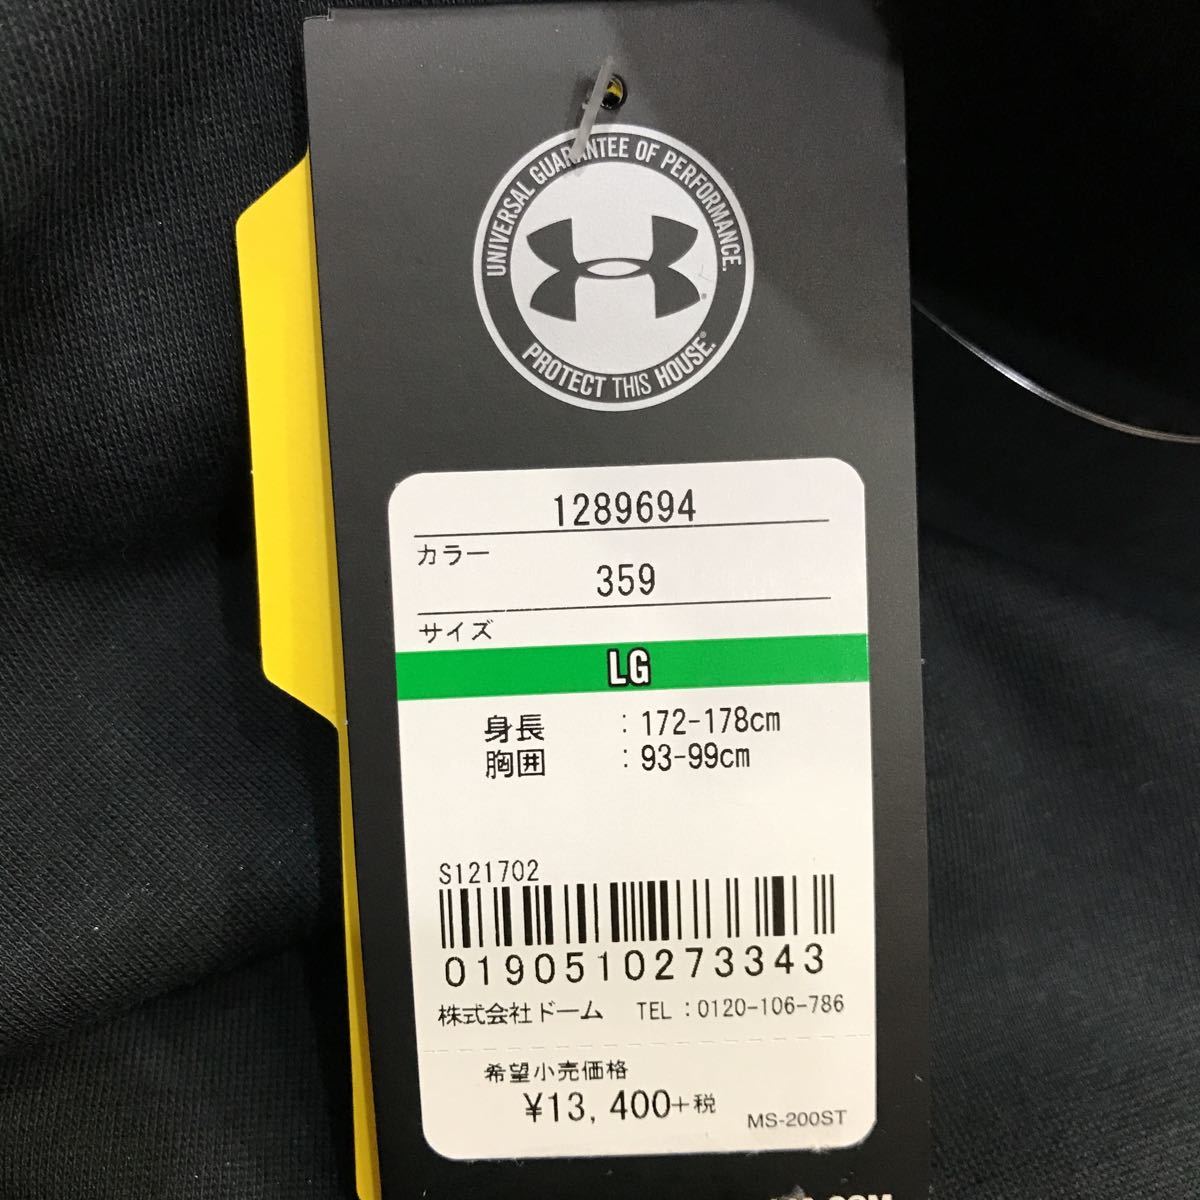 UNIVERSAL GUARANTEE OF PERFORMANCE.
PROTECT THIS HOUSE.®
1289694
カラー
359
サイズ
LG
身長 : 172-178cm
胸囲 : 93-99cm
S121702
0190510273343
株式会社ドーム TEL:0120-106-786
希望小売価格
¥13,400+税
MS-200ST